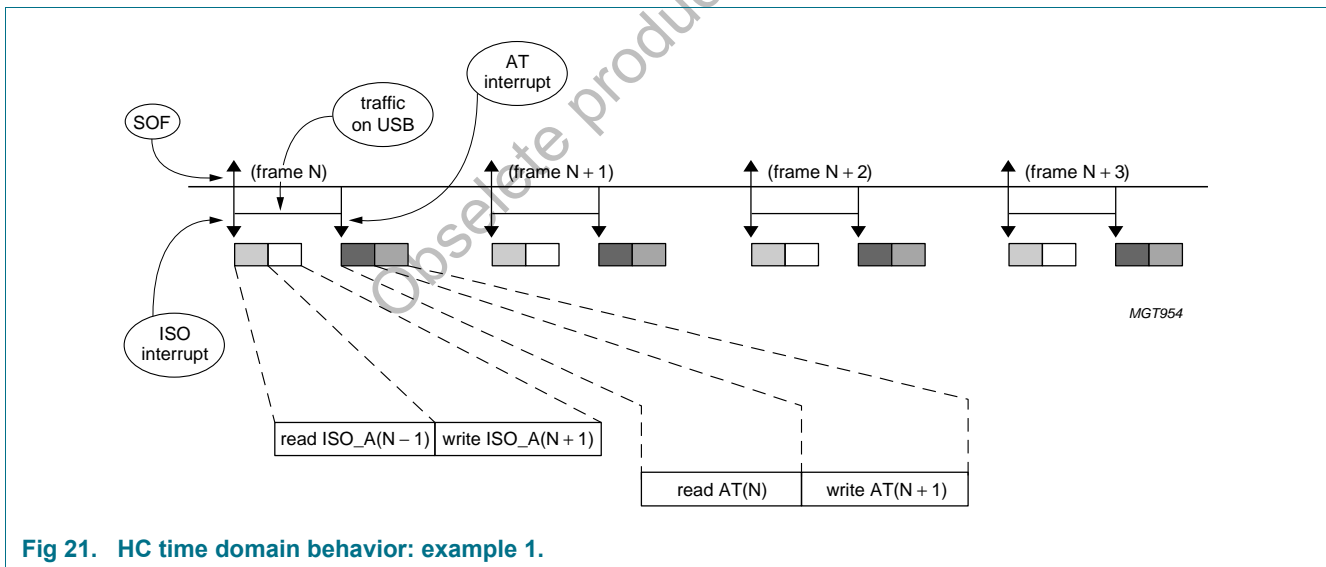 AT
interrupt
traffic
on USB
SOF
(frame N)
(frame N + 1)
(frame N + 2)
(frame N + 3)
MGT954
ISO
interrupt
read ISO_A(N − 1) write ISO_A(N + 1)
read AT(N) write AT(N + 1)
Obsolete produc
Fig 21. HC time domain behavior: example 1.